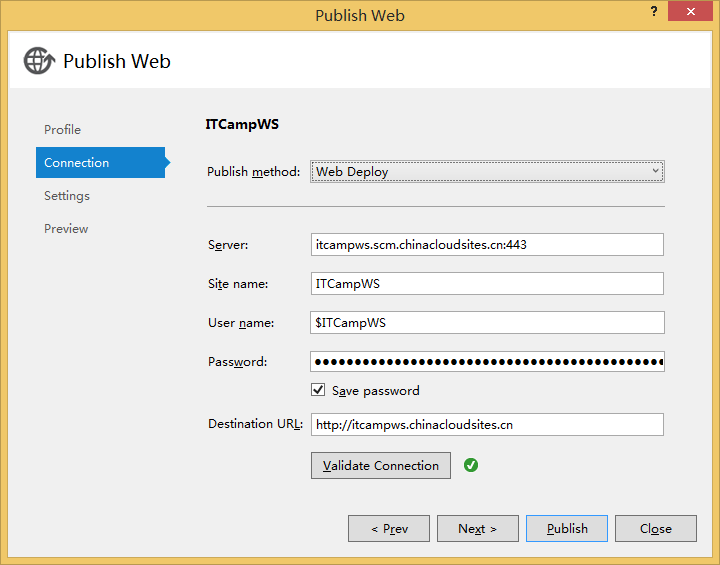 Publish Web
?
Publish Web
Profile
Connection
Settings
Preview
ITCampWS
Publish method: Web Deploy
Server: itcampws.scm.chinacloudsites.cn:443
Site name: ITCampWS
User name: $ITCampWS
Password:
Save password
Destination URL: http://itcampws.chinacloudsites.cn
Validate Connection
< Prev Next > Publish Close